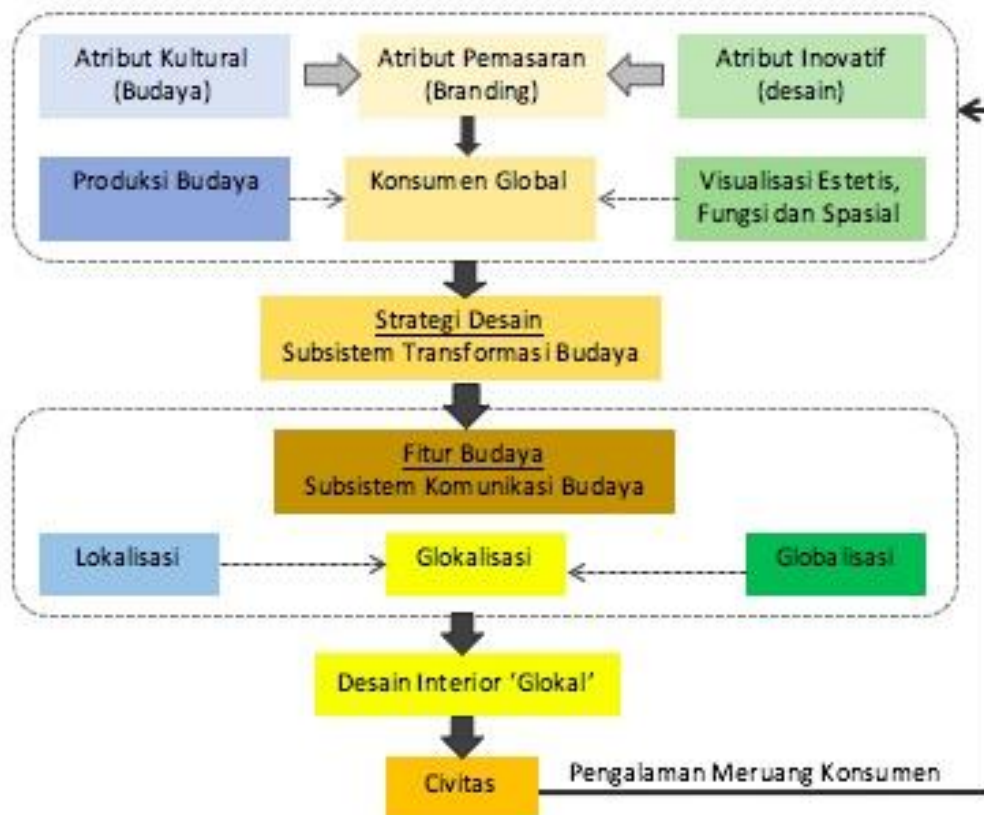 Atribut Kultural
(Budaya)
Atribut Pemasaran
(Branding)
Atribut Inovatif
(desain)
Produksi Budaya
Konsumen Global
Visualisasi Estetis,
Fungsi dan Spasial
Strategi Desain
Subsistem Transformasi Budaya
Fitur Budaya
Subsistem Komunikasi Budaya
Lokalisasi
Glokalisasi
Globalisasi
Desain Interior ‘Glokal’
Civitas
Pengalaman Meruang Konsumen